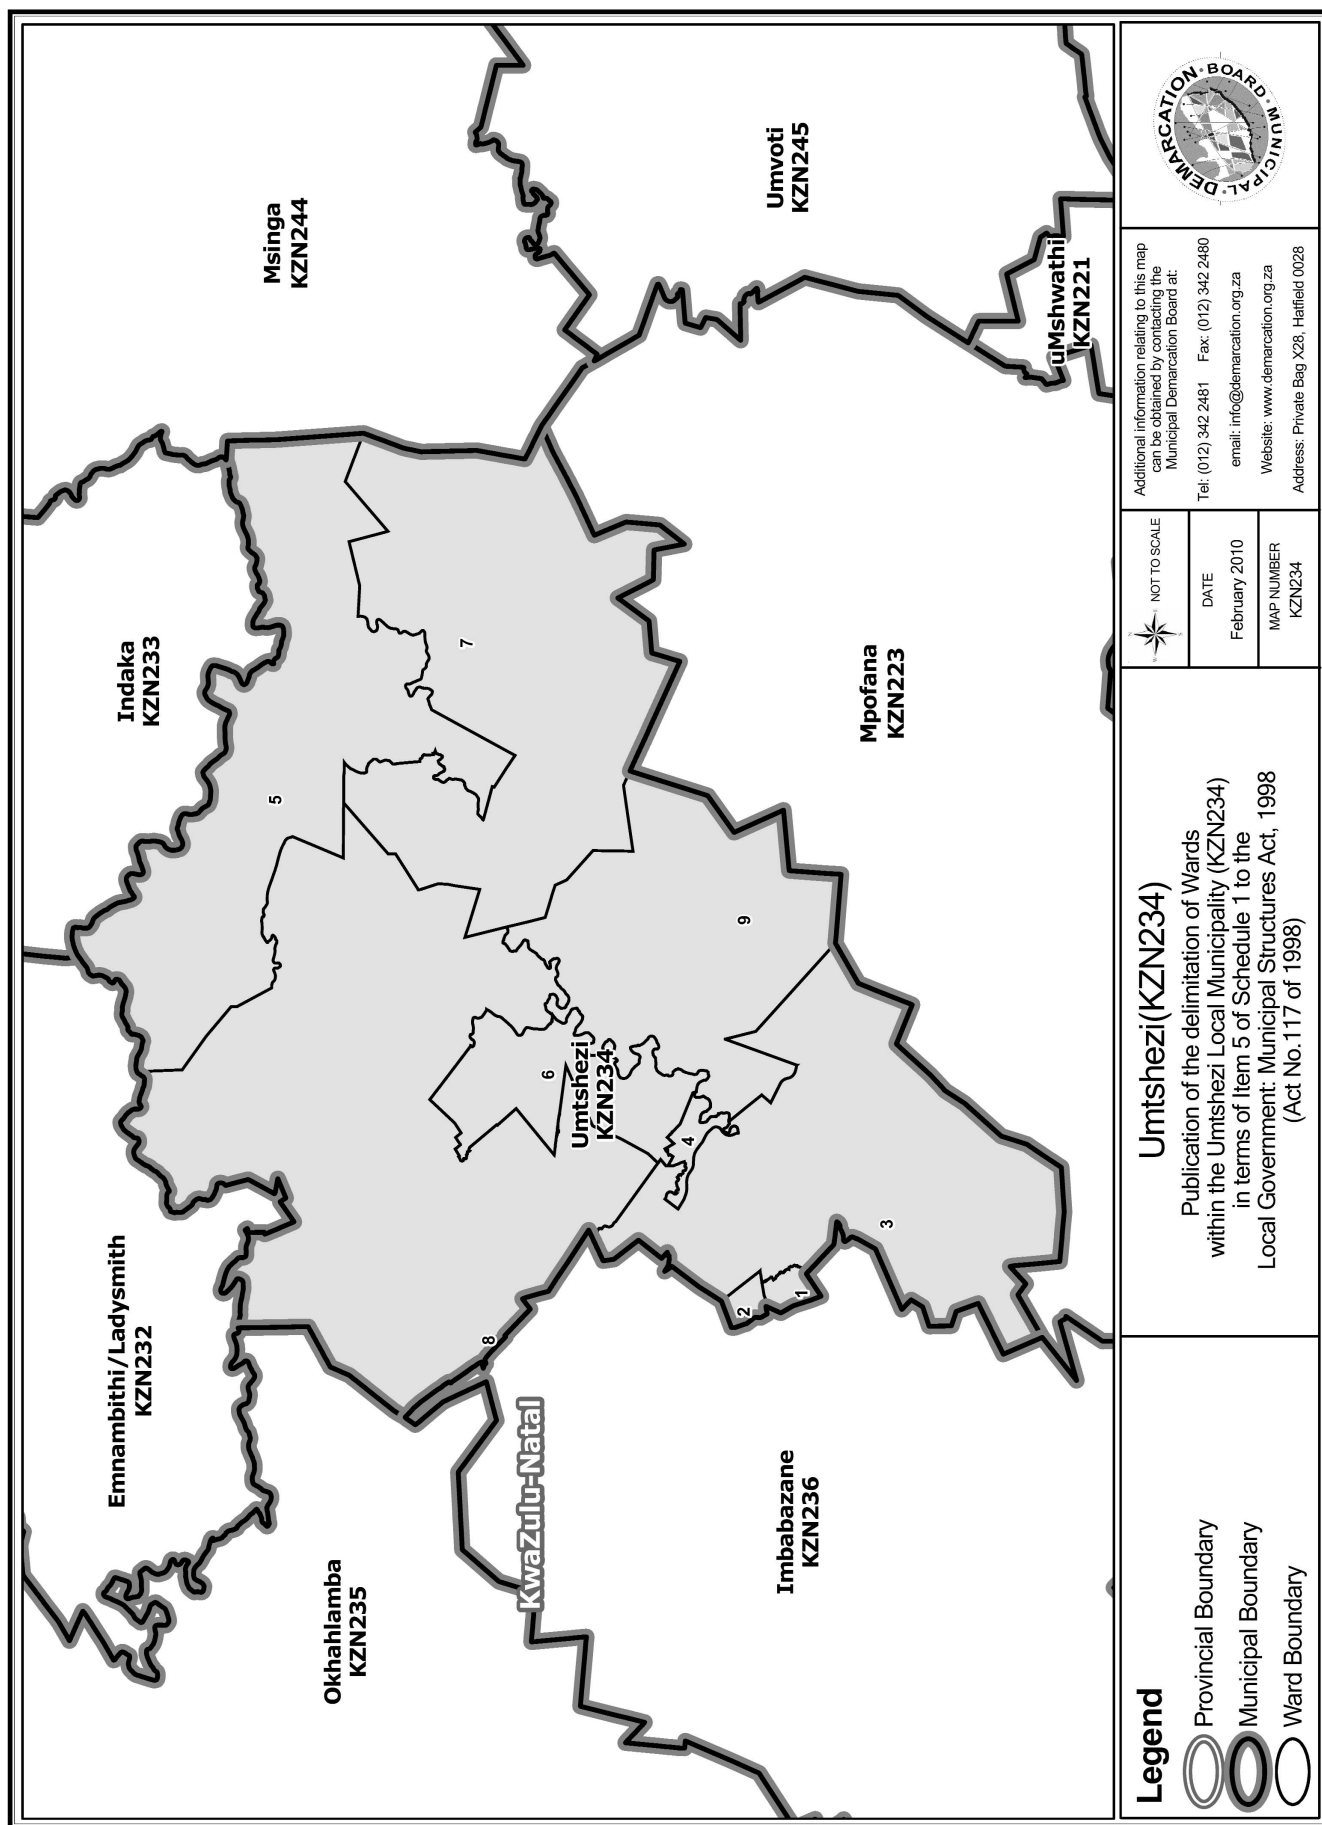 Msinga
KZN244
Indaka
KZN233
Emnambithi/Ladysmith
KZN232
Okhahlamba
KZN235
Umvoti
KZN245
uMshwathi
KZN221
Mpofana
KZN223
Umtshezi
KZN234
KwaZulu-Natal
Imbabazane
KZN236
5
7
9
6
4
3
2
1
8
Legend
Provincial Boundary
Municipal Boundary
Ward Boundary
Umtshezi(KZN234)
Publication of the delimitation of Wards
within the Umtshezi Local Municipality (KZN234)
in terms of Item 5 of Schedule 1 to the
Local Government: Municipal Structures Act, 1998
(Act No.117 of 1998)
N
E
S
W
NOT TO SCALE
DATE
February 2010
MAP NUMBER
KZN234
Additional information relating to this map
can be obtained by contacting the
Municipal Demarcation Board at:
Tel: (012) 342 2481 Fax: (012) 342 2480
email: info@demarcation.org.za
Website: www.demarcation.org.za
Address: Private Bag X28, Hatfield 0028
MUNICIPAL · DEMARCATION · BOARD ·